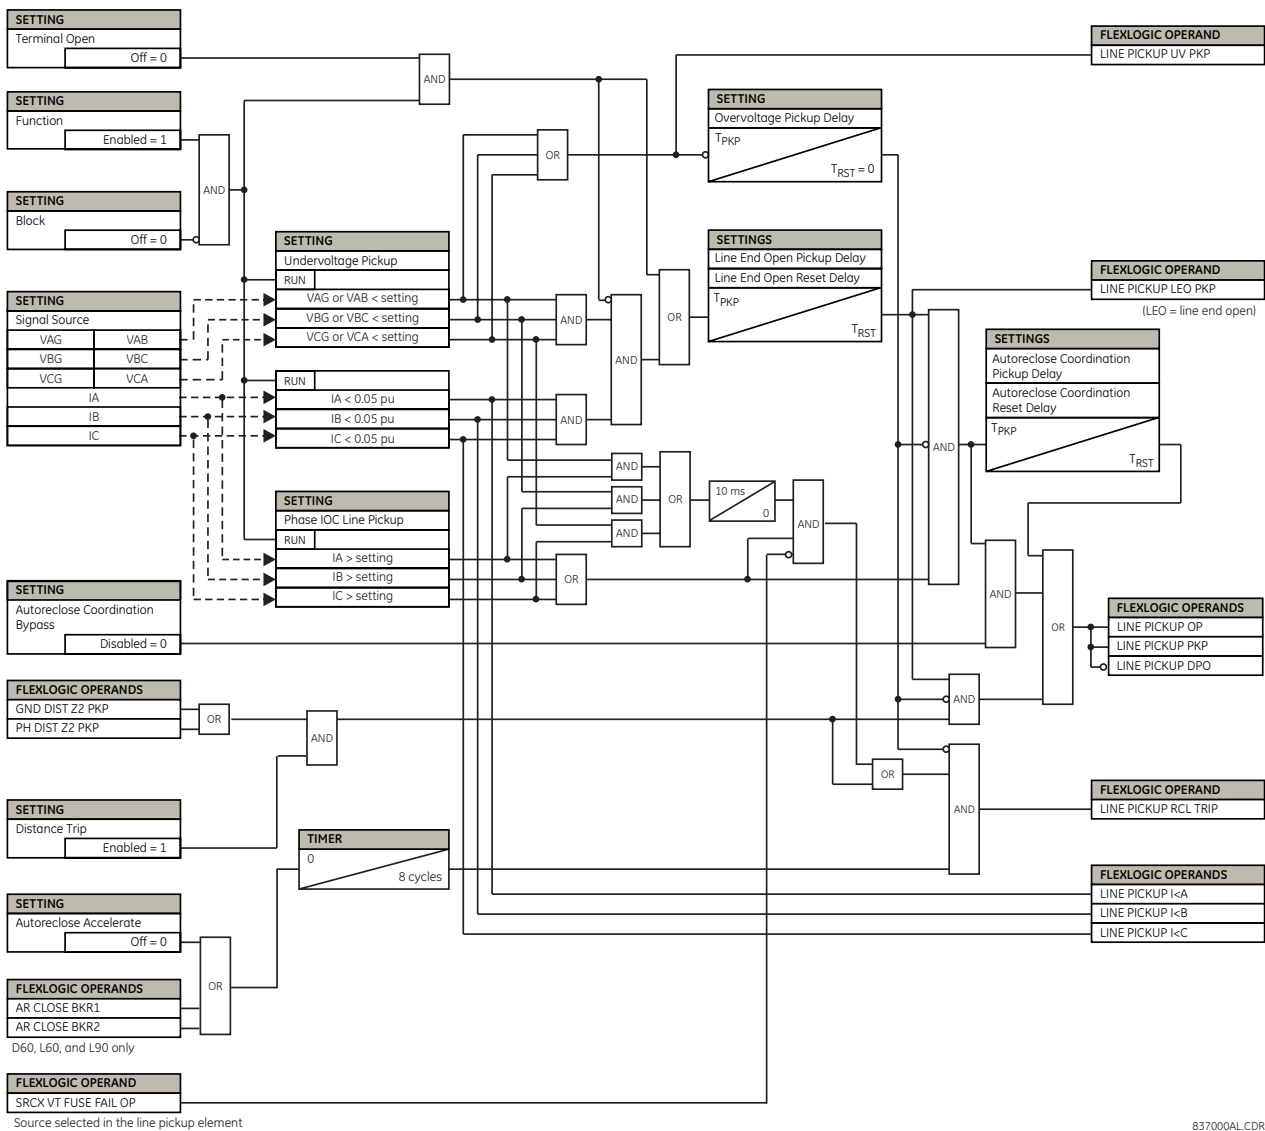 SETTING
Terminal Open
Off = 0
SETTING
Function
Enabled = 1
SETTING
Block
Off = 0
AND
SETTING
Signal Source
VAG VAB
VBG VBC
VCG VCA
IA
IB
IC
SETTING
Autoreclose Coordination
Bypass
Disabled = 0
FLEXLOGIC OPERANDS
GND DIST Z2 PKP
PH DIST Z2 PKP
OR
AND
SETTING
Distance Trip
Enabled = 1
SETTING
Autoreclose Accelerate
Off = 0
FLEXLOGIC OPERANDS
AR CLOSE BKR1
AR CLOSE BKR2
D60, L60, and L90 only
OR
FLEXLOGIC OPERAND
SRCX VT FUSE FAIL OP
Source selected in the line pickup element
TIMER
0
8 cycles
AND
SETTING
Undervoltage Pickup
RUN
VAG or VAB < setting
VBG or VBC < setting
VCG or VCA < setting
RUN
IA < 0.05 pu
IB < 0.05 pu
IC < 0.05 pu
SETTING
Phase IOC Line Pickup
RUN
IA > setting
IB > setting
IC > setting
OR
AND
AND
AND
OR
AND
AND
AND
OR
OR
10 ms
0
AND
SETTING
Overvoltage Pickup Delay
TPKP
TRST = 0
SETTINGS
Line End Open Pickup Delay
Line End Open Reset Delay
TPKP
TRST
AND
SETTINGS
Autoreclose Coordination
Pickup Delay
Autoreclose Coordination
Reset Delay
TPKP
TRST
AND
OR
AND
OR
AND
FLEXLOGIC OPERAND
LINE PICKUP UV PKP
FLEXLOGIC OPERAND
LINE PICKUP LEO PKP
(LEO = line end open)
FLEXLOGIC OPERANDS
LINE PICKUP OP
LINE PICKUP PKP
LINE PICKUP DPO
FLEXLOGIC OPERAND
LINE PICKUP RCL TRIP
FLEXLOGIC OPERANDS
LINE PICKUP I<A
LINE PICKUP I<B
LINE PICKUP I<C
837000AL.CDR